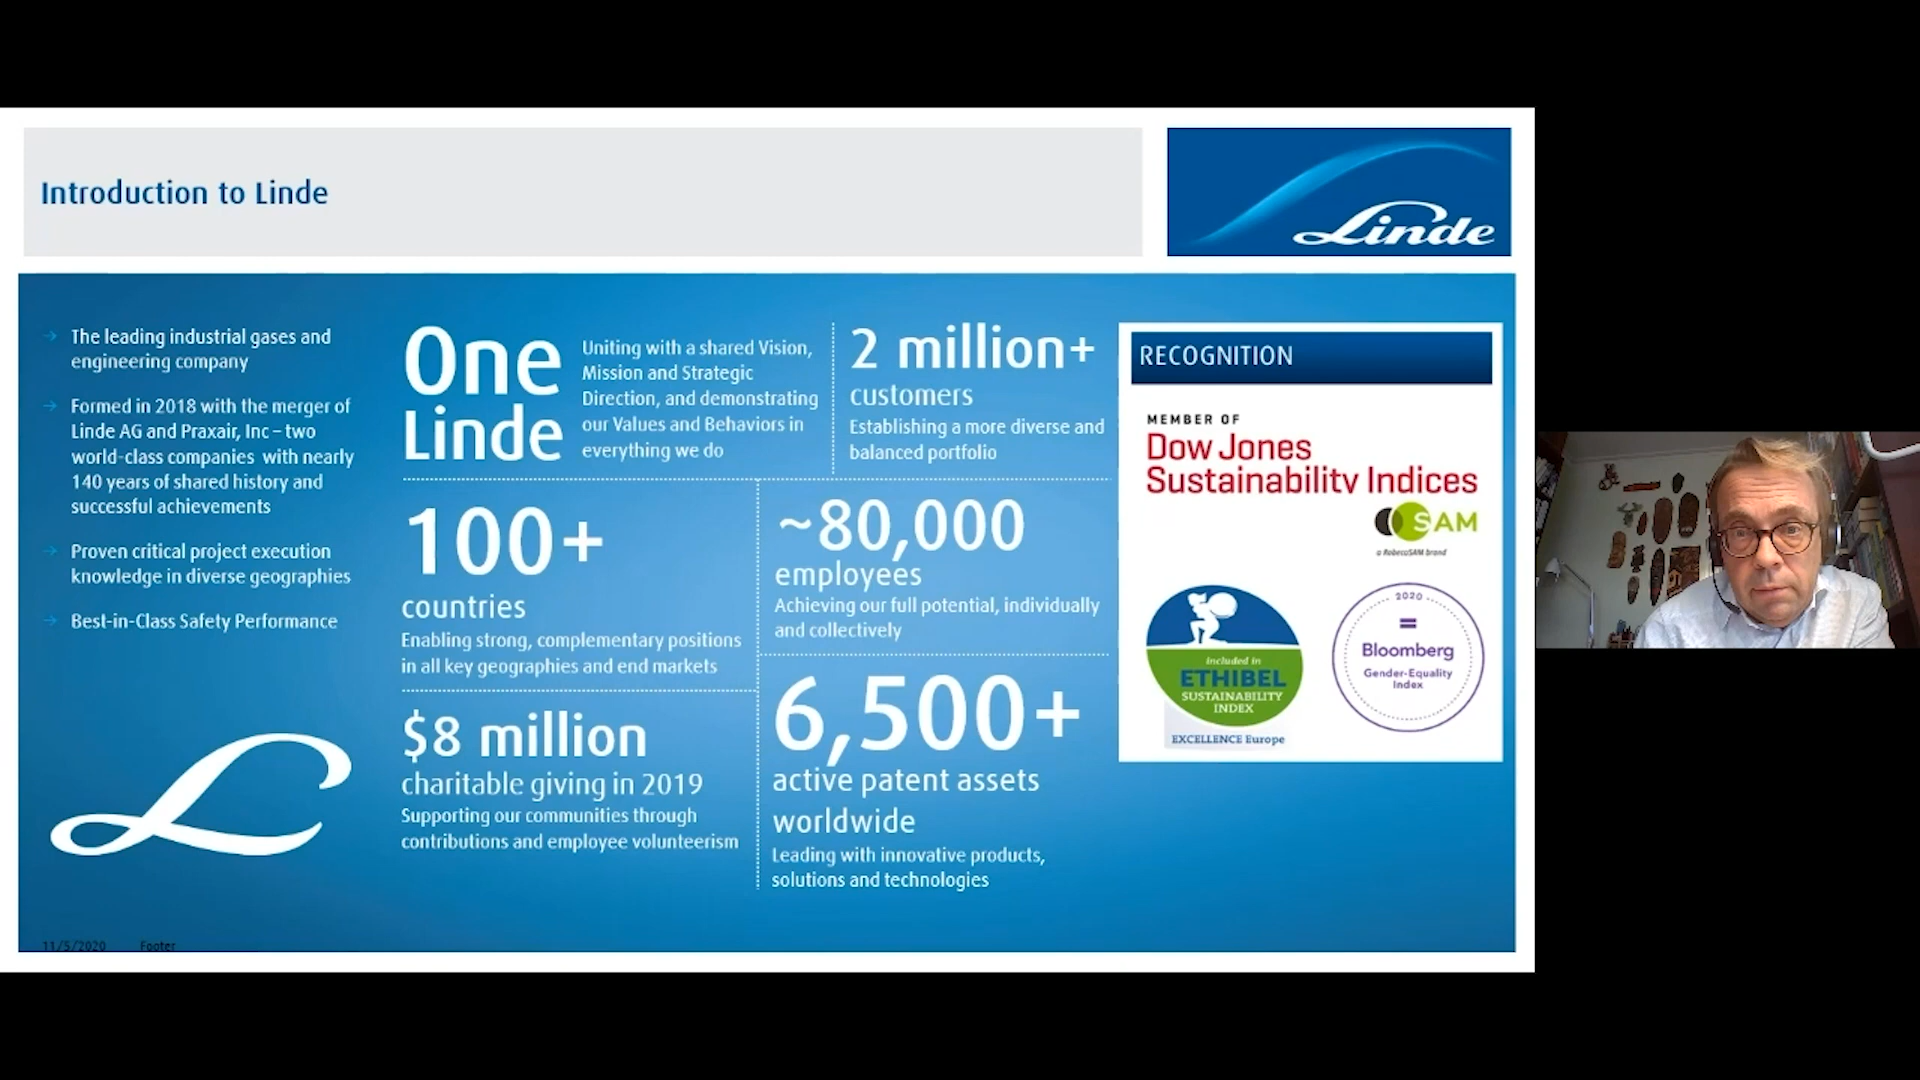 Introduction to Linde
Linde
The leading industrial gases and
engineering company
Formed in 2018 with the merger of
Linde AG and Praxair, Inc – two
world-class companies with nearly
140 years of shared history and
successful achievements
Proven critical project execution
knowledge in diverse geographies
Best-in-Class Safety Performance
L
One
Linde
Uniting with a shared Vision,
Mission and Strategic
Direction, and demonstrating
our Values and Behaviors in
everything we do
2 million+
customers
Establishing a more diverse and
balanced portfolio
100+
countries
Enabling strong, complementary positions
in all key geographies and end markets
~80,000
employees
Achieving our full potential, individually
and collectively
$8 million
charitable giving in 2019
Supporting our communities through
contributions and employee volunteerism
6,500+
active patent assets
worldwide
Leading with innovative products,
solutions and technologies
RECOGNITION
MEMBER OF
Dow Jones
Sustainability Indices
SAM
a RobecoSAM brand
included in
ETHIBEL
SUSTAINABILITY
INDEX
EXCELLENCE Europe
2020
Bloomberg
Gender-Equality
Index
11/5/2020 Footer